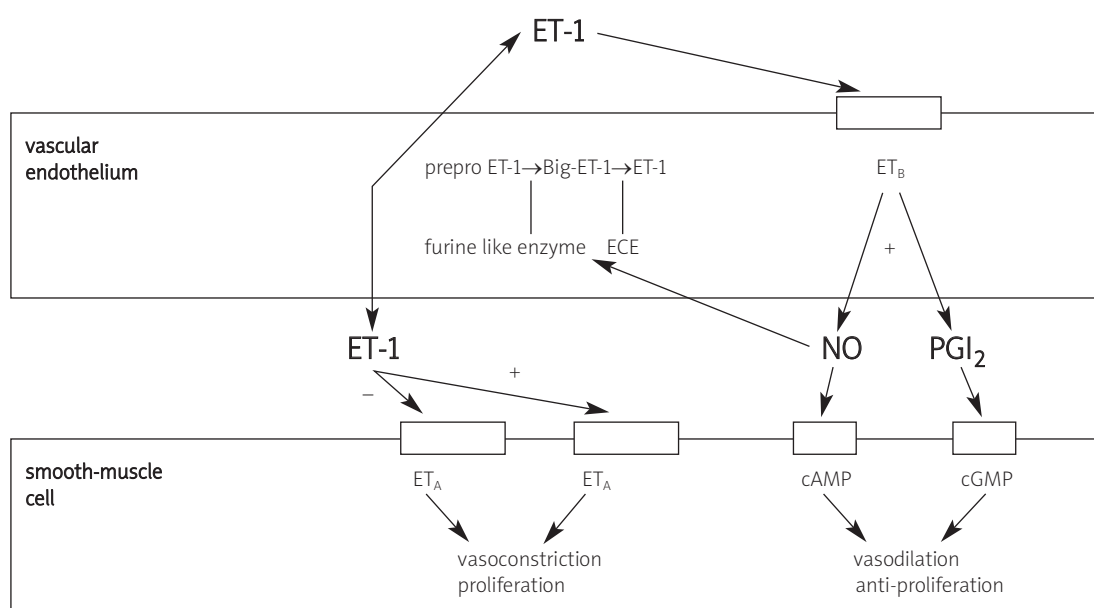 ET-1
vascular
endothelium
prepro ET-1→Big-ET-1→ET-1
ET_B
furine like enzyme ECE
+
ET-1
NO
PGI₂
−
+
smooth-muscle
cell
ET_A
ET_A
cAMP
cGMP
vasoconstriction
proliferation
vasodilation
anti-proliferation